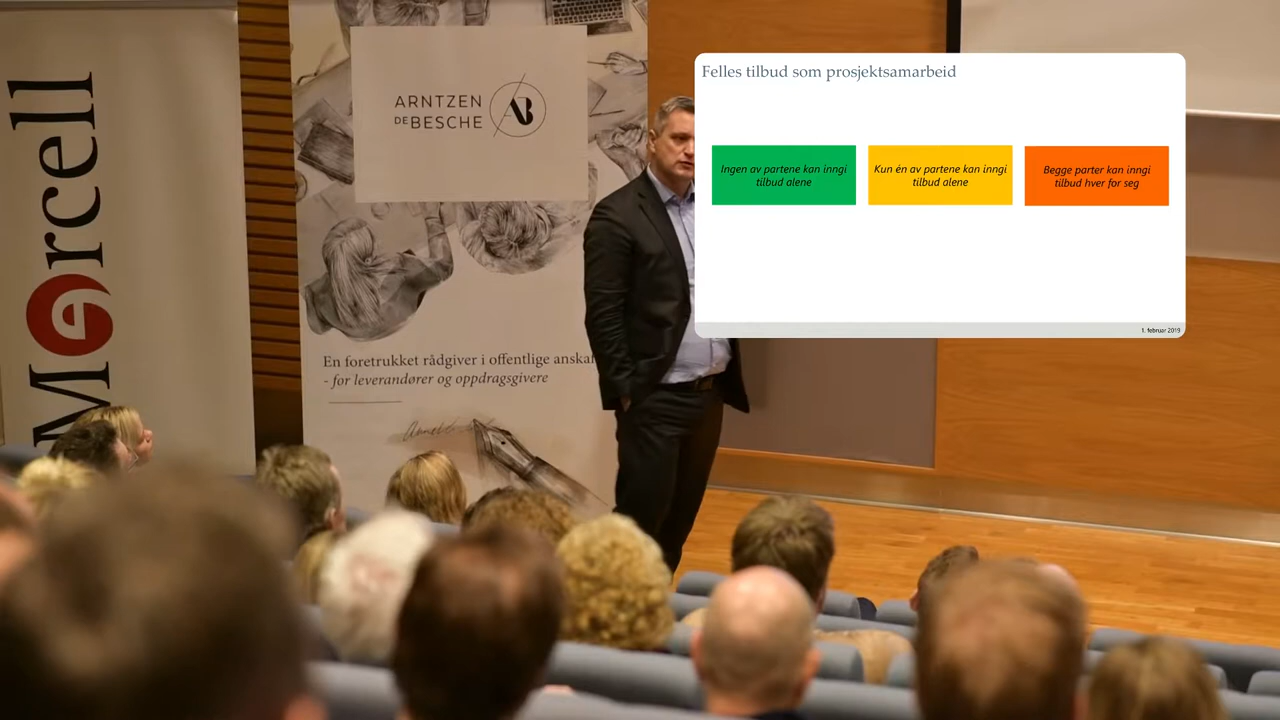 Mercell
ARNTZEN
DE BESCHE
En foretrukket rådgiver i offentlige
- for leverandører og oppdragsgivere
Felles tilbud som prosjektsamarbeid
Ingen av partene kan inngi
tilbud alene
Kun én av partene kan inngi
tilbud alene
Begge parter kan inngi
tilbud hver for seg
1. februar 2019